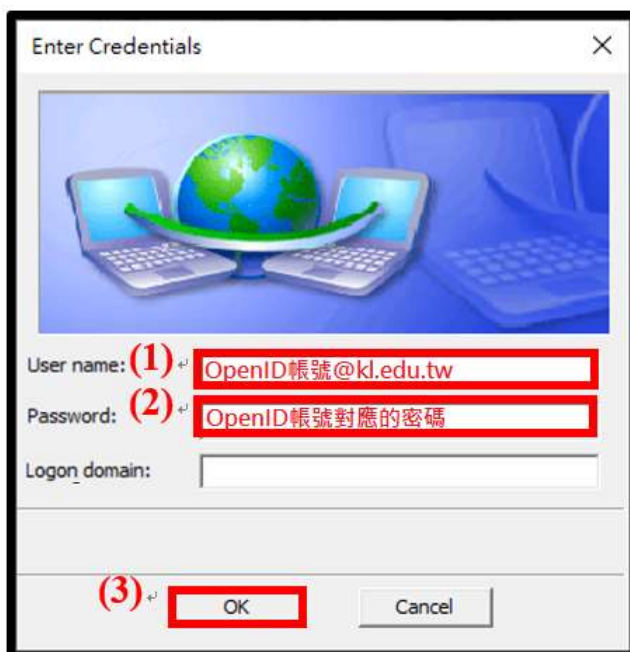 Enter Credentials
User name: (1) OpenID帳號@kl.edu.tw
Password: (2) OpenID帳號對應的密碼
Logon domain:
(3) OK Cancel